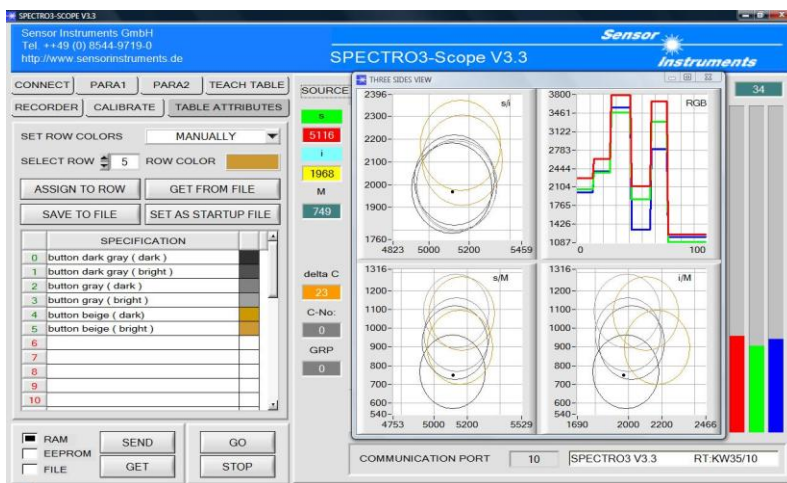 SPECTRO3-SCOPE V3.3
Sensor Instruments GmbH
Tel. ++49 (0) 8544-9719-0
http://www.sensorinstruments.de
SPECTRO3-Scope V3.3
Sensor
Instruments
CONNECT PARA1 PARA2 TEACH TABLE
RECORDER CALIBRATE TABLE ATTRIBUTES
SET ROW COLORS MANUALLY
SELECT ROW 5 ROW COLOR
ASSIGN TO ROW GET FROM FILE
SAVE TO FILE SET AS STARTUP FILE
SPECIFICATION
0 button dark gray ( dark )
1 button dark gray ( bright )
2 button gray ( dark )
3 button gray ( bright )
4 button beige ( dark)
5 button beige ( bright )
6
7
8
9
10
RAM
EEPROM
FILE
SEND GO
GET STOP
SOURCE
s
5116
i
1968
M
749
delta C
23
C-No:
0
GRP
0
THREE SIDES VIEW
s/i
2396
2300
2200
2100
2000
1900
1760
4823 5000 5200 5459
RGB
3800
3461
3122
2783
2444
2104
1765
1426
1087
0 100
s/M
1316
1200
1100
1000
900
800
700
600
540
4753 5000 5200 5529
i/M
1316
1200
1100
1000
900
800
700
600
540
1690 2000 2200 2466
34
COMMUNICATION PORT 10 SPECTRO3 V3.3 RT:KW35/10